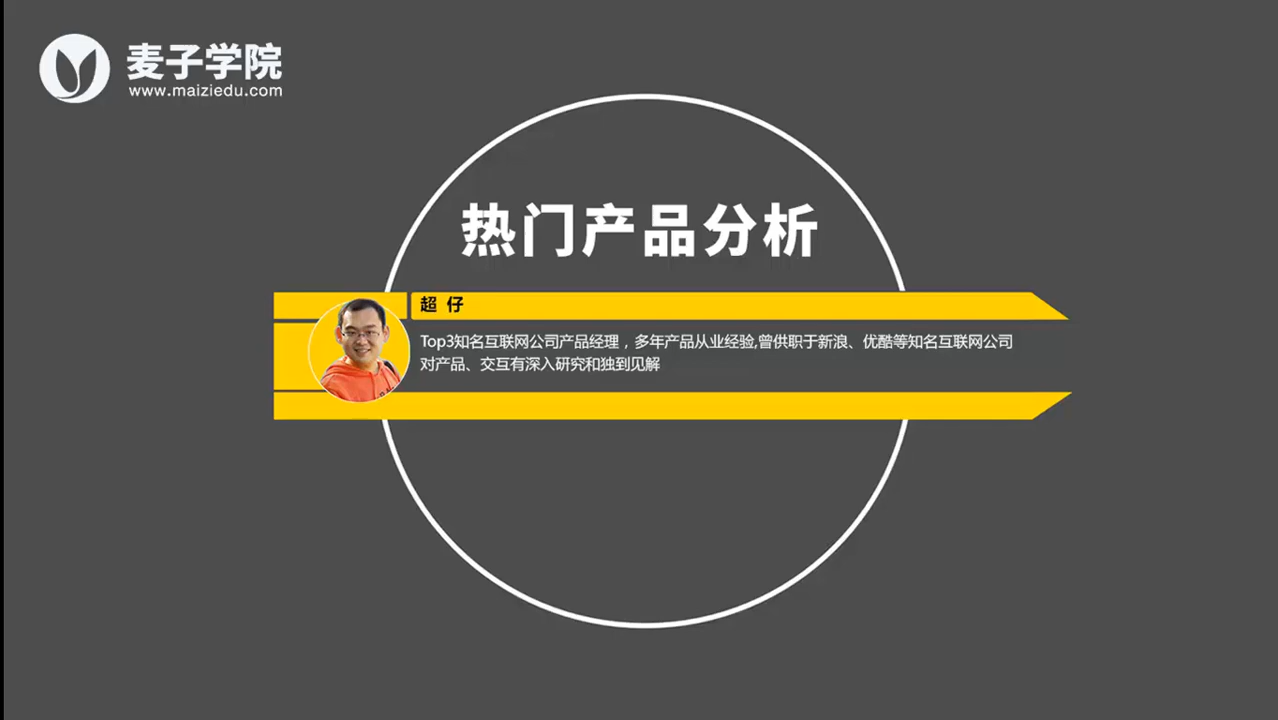 麦子学院
www.maiziedu.com
热门产品分析
超 仔
Top3知名互联网公司产品经理，多年产品从业经验,曾供职于新浪、优酷等知名互联网公司
对产品、交互有深入研究和独到见解